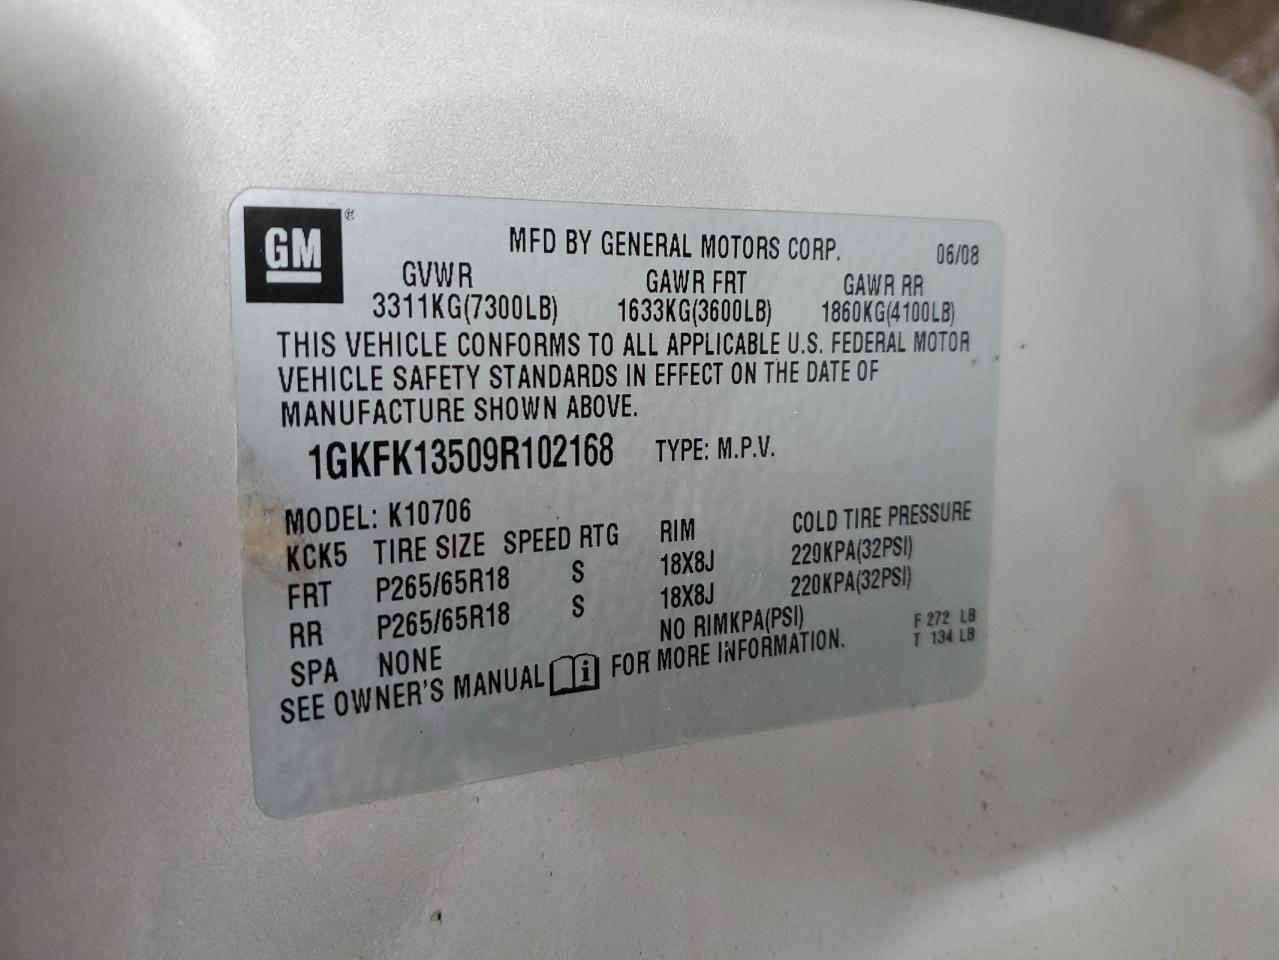 GM ®
MFD BY GENERAL MOTORS CORP. 06/08
GVWR GAWR FRT GAWR RR
3311KG(7300LB) 1633KG(3600LB) 1860KG(4100LB)
THIS VEHICLE CONFORMS TO ALL APPLICABLE U.S. FEDERAL MOTOR
VEHICLE SAFETY STANDARDS IN EFFECT ON THE DATE OF
MANUFACTURE SHOWN ABOVE.
1GKFK13509R102168 TYPE: M.P.V.
MODEL: K10706
KCK5 TIRE SIZE SPEED RTG RIM COLD TIRE PRESSURE
FRT P265/65R18 S 18X8J 220KPA(32PSI)
RR P265/65R18 S 18X8J 220KPA(32PSI)
SPA NONE NO RIMKPA(PSI) F 272 LB
SEE OWNER'S MANUAL i FOR MORE INFORMATION. T 134 LB